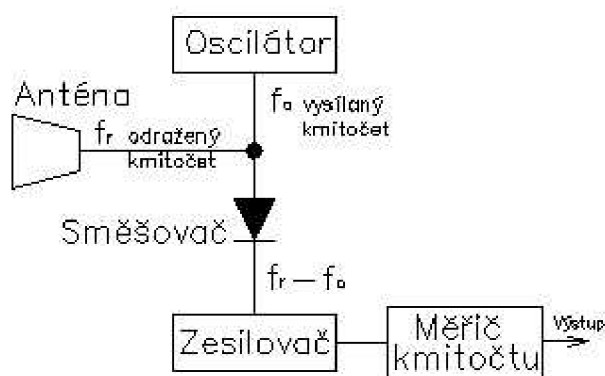 Oscilátor
Anténa
fₒ vysílaný
kmitočet
fᵣ odražený
kmitočet
Směšovač
fᵣ – fₒ
Zesilovač
Měřič
kmitočtu
Výstup